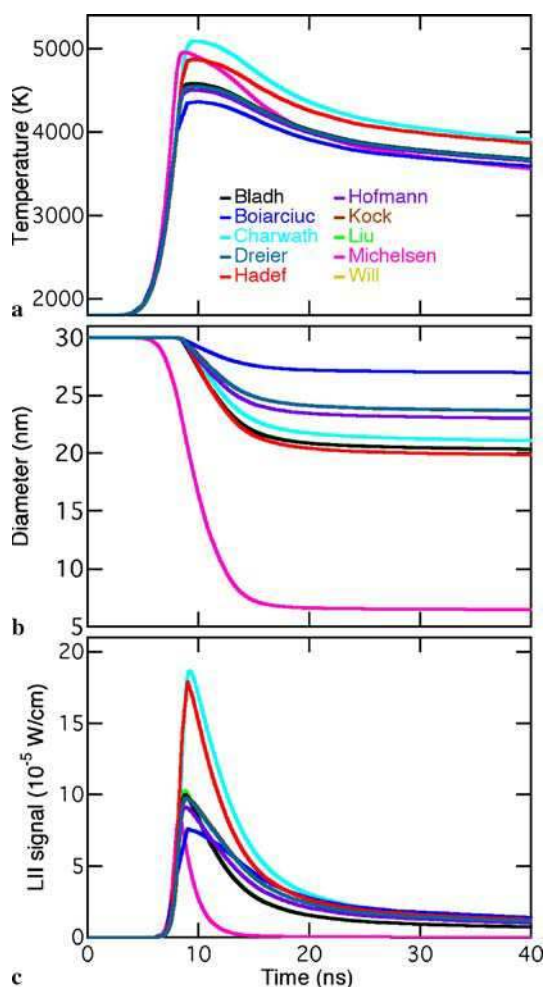 5000
4000
3000
2000
Temperature (K)
Bladh
Boiarciuc
Charwath
Dreier
Hadef
Hofmann
Kock
Liu
Michelsen
Will
a
30
25
20
15
10
5
Diameter (nm)
b
20
15
10
5
0
LII signal (10-5 W/cm)
0
10
20
30
40
c
Time (ns)